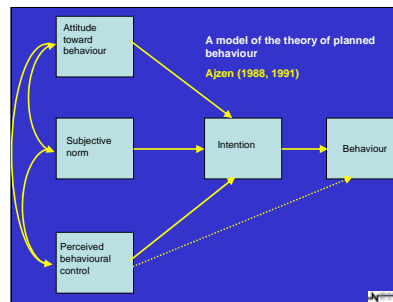 Attitude
toward
behaviour
A model of the theory of planned
behaviour
Ajzen (1988, 1991)
Subjective
norm
Intention
Behaviour
Perceived
behavioural
control